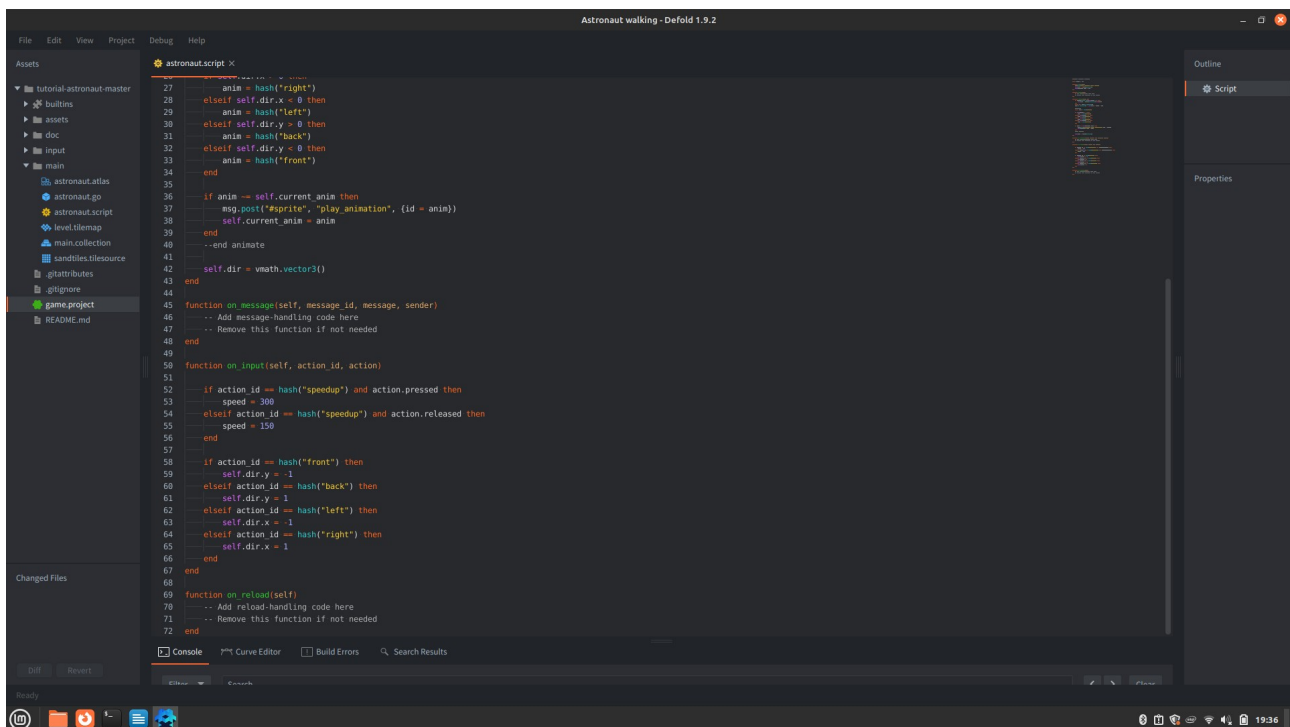 Astronaut walking - Defold 1.9.2
File Edit View Project Debug Help
Assets
tutorial-astronaut-master
builtins
assets
doc
input
main
astronaut.atlas
astronaut.go
astronaut.script
level.tilemap
main.collection
sandtiles.tilesource
.gitattributes
.gitignore
game.project
README.md
Changed Files
Diff Revert
Ready
astronaut.script
27 anim = hash("right")
28 elseif self.dir.x < 0 then
29 anim = hash("left")
30 elseif self.dir.y > 0 then
31 anim = hash("back")
32 elseif self.dir.y < 0 then
33 anim = hash("front")
34 end
35
36 if anim ~= self.current_anim then
37 msg.post("#sprite", "play_animation", {id = anim})
38 self.current_anim = anim
39 end
40 --end animate
41
42 self.dir = vmath.vector3()
43 end
44
45 function on_message(self, message_id, message, sender)
46 -- Add message-handling code here
47 -- Remove this function if not needed
48 end
49
50 function on_input(self, action_id, action)
51
52 if action_id == hash("speedup") and action.pressed then
53 speed = 300
54 elseif action_id == hash("speedup") and action.released then
55 speed = 150
56 end
57
58 if action_id == hash("front") then
59 self.dir.y = -1
60 elseif action_id == hash("back") then
61 self.dir.y = 1
62 elseif action_id == hash("left") then
63 self.dir.x = -1
64 elseif action_id == hash("right") then
65 self.dir.x = 1
66 end
67 end
68
69 function on_reload(self)
70 -- Add reload-handling code here
71 -- Remove this function if not needed
72 end
Console Curve Editor Build Errors Search Results
Filter Search Clear
Outline
Script
Properties
19:36